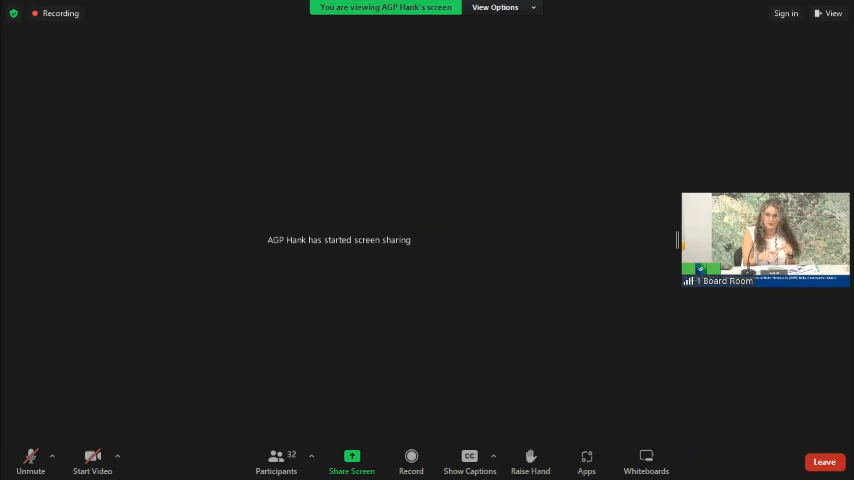 Recording
You are viewing AGP Hank's screen
View Options
Sign in
View
AGP Hank has started screen sharing
1 Board Room
Unmute
Start Video
Participants
32
Share Screen
Record
CC
Show Captions
Raise Hand
Apps
Whiteboards
Leave